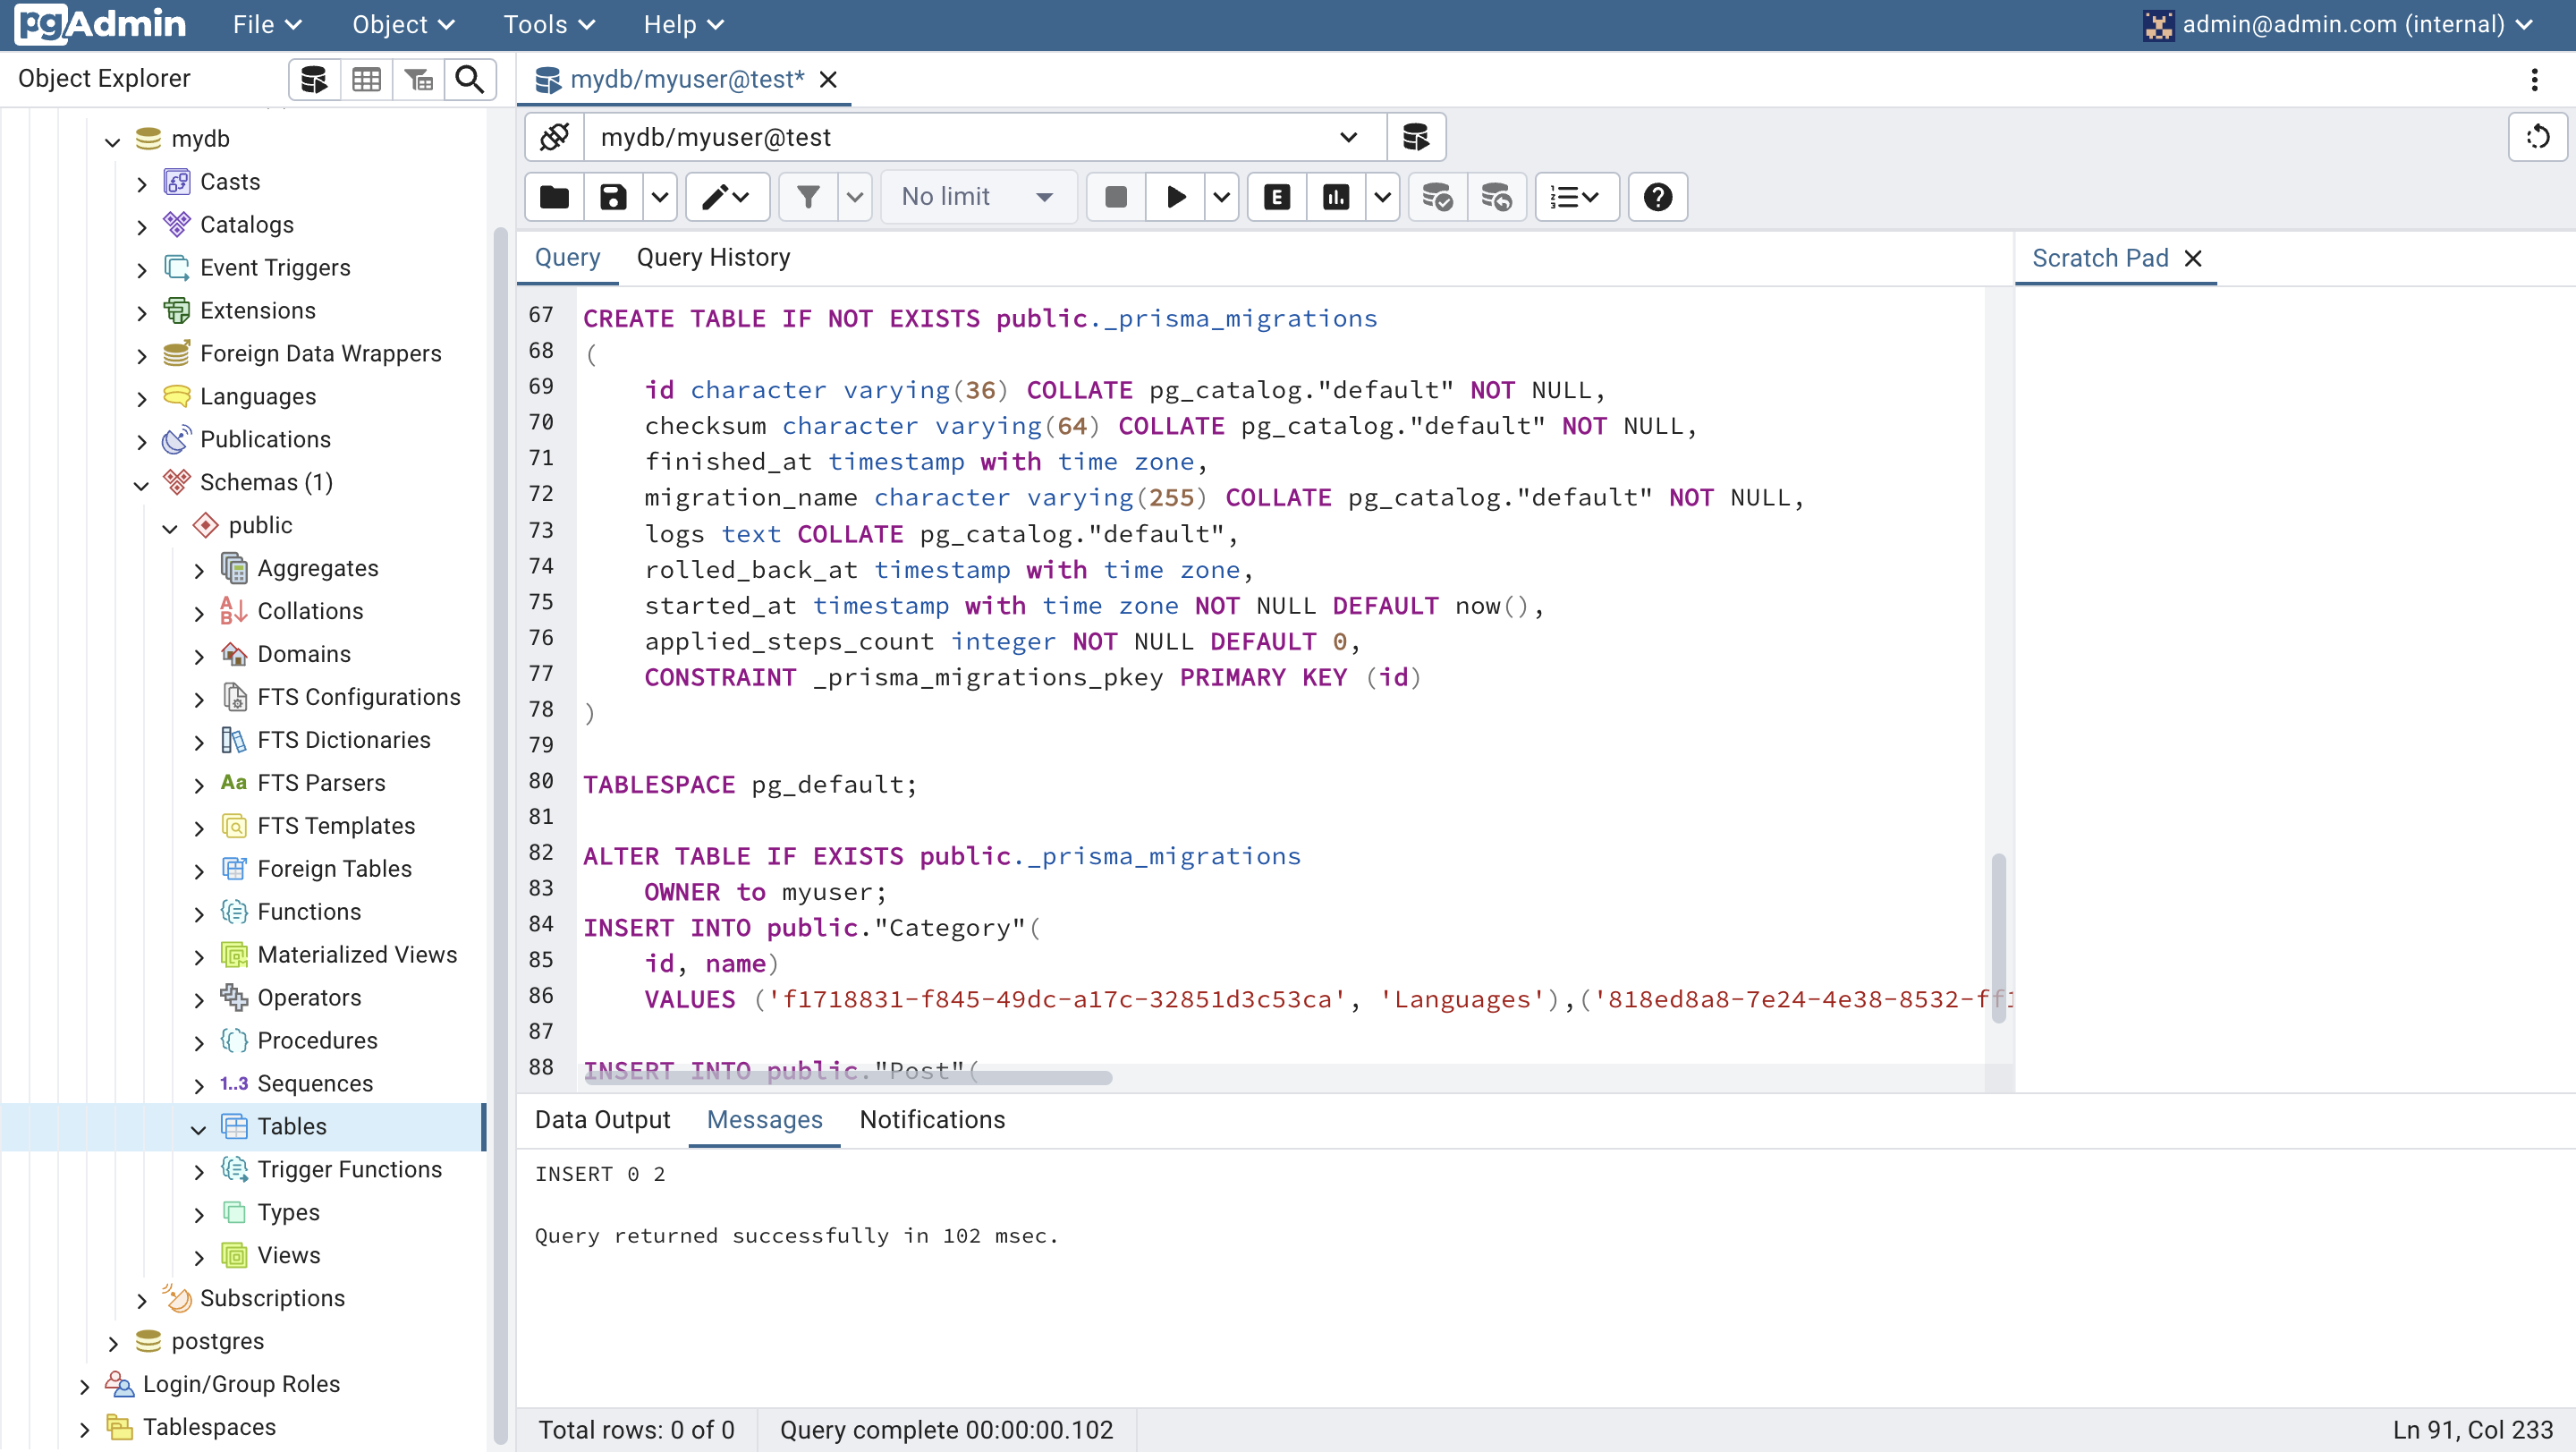 pgAdmin File Object Tools Help admin@admin.com (internal)
Object Explorer
mydb/myuser@test*
mydb
Casts
Catalogs
Event Triggers
Extensions
Foreign Data Wrappers
Languages
Publications
Schemas (1)
public
Aggregates
Collations
Domains
FTS Configurations
FTS Dictionaries
Aa FTS Parsers
FTS Templates
Foreign Tables
Functions
Materialized Views
Operators
Procedures
1..3 Sequences
Tables
Trigger Functions
Types
Views
Subscriptions
postgres
Login/Group Roles
Tablespaces
mydb/myuser@test
No limit E
Query Query History
Scratch Pad
67 CREATE TABLE IF NOT EXISTS public._prisma_migrations
68 (
69 id character varying(36) COLLATE pg_catalog."default" NOT NULL,
70 checksum character varying(64) COLLATE pg_catalog."default" NOT NULL,
71 finished_at timestamp with time zone,
72 migration_name character varying(255) COLLATE pg_catalog."default" NOT NULL,
73 logs text COLLATE pg_catalog."default",
74 rolled_back_at timestamp with time zone,
75 started_at timestamp with time zone NOT NULL DEFAULT now(),
76 applied_steps_count integer NOT NULL DEFAULT 0,
77 CONSTRAINT _prisma_migrations_pkey PRIMARY KEY (id)
78 )
79
80 TABLESPACE pg_default;
81
82 ALTER TABLE IF EXISTS public._prisma_migrations
83 OWNER to myuser;
84 INSERT INTO public."Category"(
85 id, name)
86 VALUES ('f1718831-f845-49dc-a17c-32851d3c53ca', 'Languages'),('818ed8a8-7e24-4e38-8532-ff1
87
88 INSERT INTO public."Post"(
Data Output Messages Notifications
INSERT 0 2
Query returned successfully in 102 msec.
Total rows: 0 of 0 Query complete 00:00:00.102 Ln 91, Col 233